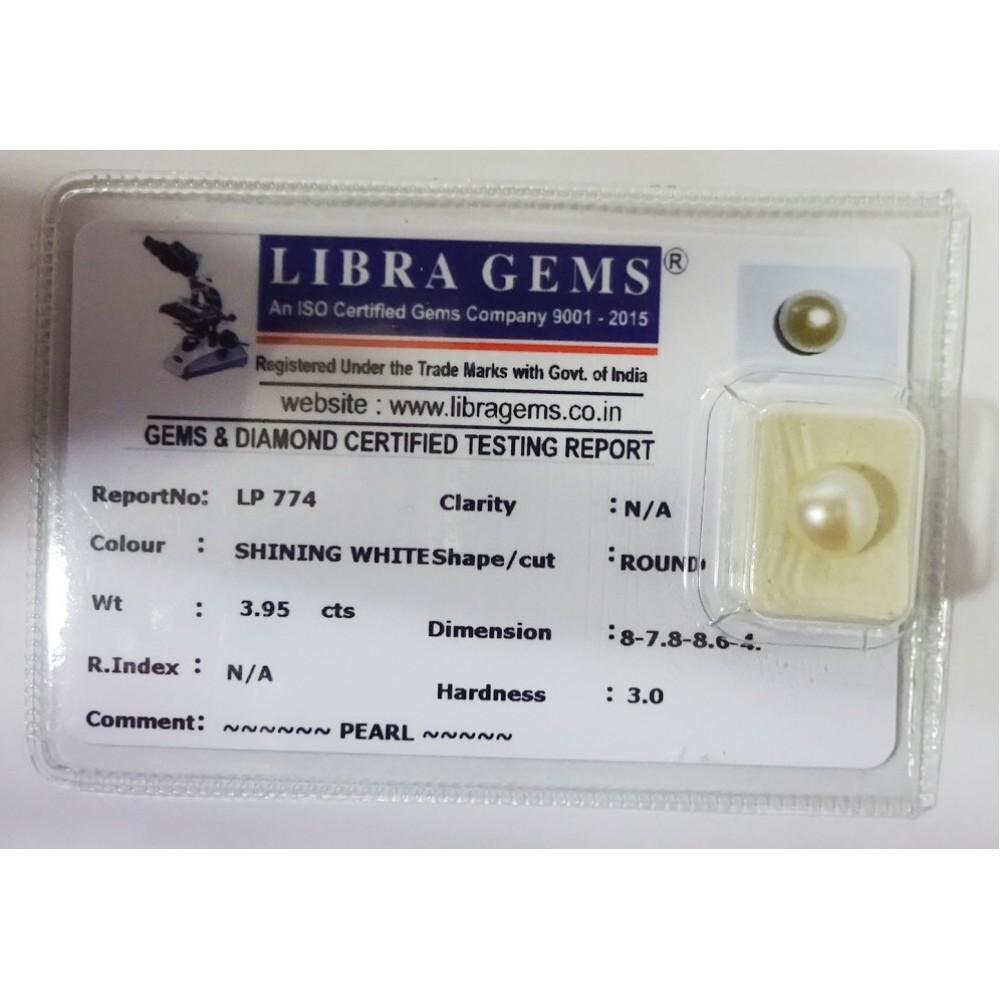 LIBRA GEMS ®
An ISO Certified Gems Company 9001 - 2015
Registered Under the Trade Marks with Govt. of India
website : www.libragems.co.in
GEMS & DIAMOND CERTIFIED TESTING REPORT
ReportNo: LP 774 Clarity : N/A
Colour : SHINING WHITE Shape/cut : ROUND
Wt : 3.95 cts Dimension : 8-7.8-8.6-4.
R.Index : N/A Hardness : 3.0
Comment: ~~~~~~ PEARL ~~~~~